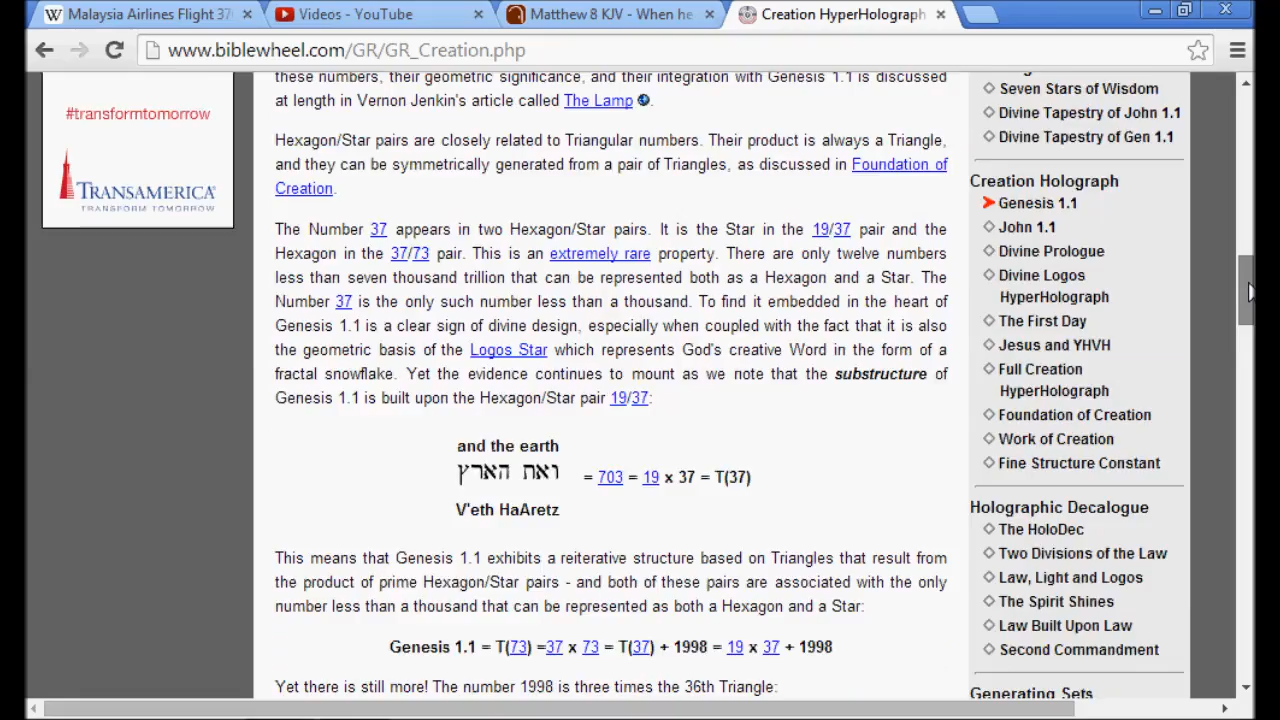 Malaysia Airlines Flight 37
Videos - YouTube
Matthew 8 KJV - When he
Creation HyperHolograph
www.biblewheel.com/GR/GR_Creation.php
#transformtomorrow
TRANSAMERICA
TRANSFORM TOMORROW
these numbers, their geometric significance, and their integration with Genesis 1.1 is discussed
at length in Vernon Jenkin's article called The Lamp .
Hexagon/Star pairs are closely related to Triangular numbers. Their product is always a Triangle,
and they can be symmetrically generated from a pair of Triangles, as discussed in Foundation of
Creation.
The Number 37 appears in two Hexagon/Star pairs. It is the Star in the 19/37 pair and the
Hexagon in the 37/73 pair. This is an extremely rare property. There are only twelve numbers
less than seven thousand trillion that can be represented both as a Hexagon and a Star. The
Number 37 is the only such number less than a thousand. To find it embedded in the heart of
Genesis 1.1 is a clear sign of divine design, especially when coupled with the fact that it is also
the geometric basis of the Logos Star which represents God's creative Word in the form of a
fractal snowflake. Yet the evidence continues to mount as we note that the substructure of
Genesis 1.1 is built upon the Hexagon/Star pair 19/37:
and the earth
ואת הארץ
= 703 = 19 x 37 = T(37)
V'eth HaAretz
This means that Genesis 1.1 exhibits a reiterative structure based on Triangles that result from
the product of prime Hexagon/Star pairs - and both of these pairs are associated with the only
number less than a thousand that can be represented as both a Hexagon and a Star:
Genesis 1.1 = T(73) =37 x 73 = T(37) + 1998 = 19 x 37 + 1998
Yet there is still more! The number 1998 is three times the 36th Triangle:
Seven Stars of Wisdom
Divine Tapestry of John 1.1
Divine Tapestry of Gen 1.1
Creation Holograph
Genesis 1.1
John 1.1
Divine Prologue
Divine Logos
HyperHolograph
The First Day
Jesus and YHVH
Full Creation
HyperHolograph
Foundation of Creation
Work of Creation
Fine Structure Constant
Holographic Decalogue
The HoloDec
Two Divisions of the Law
Law, Light and Logos
The Spirit Shines
Law Built Upon Law
Second Commandment
Generating Sets